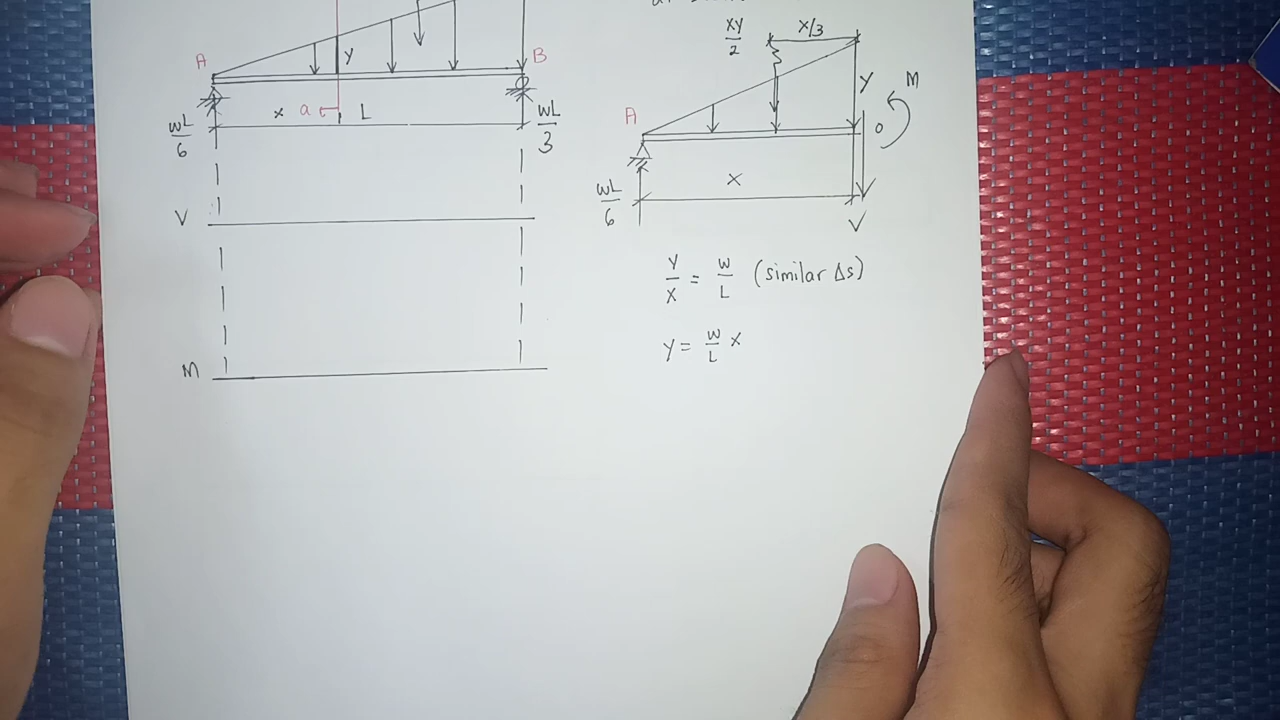 A
y
B
x
a
L
wL/6
wL/3
V
M
xy/2
x/3
y
M
A
o
x
wL/6
V
y/x = w/L (similar Δs)
y = w/L x